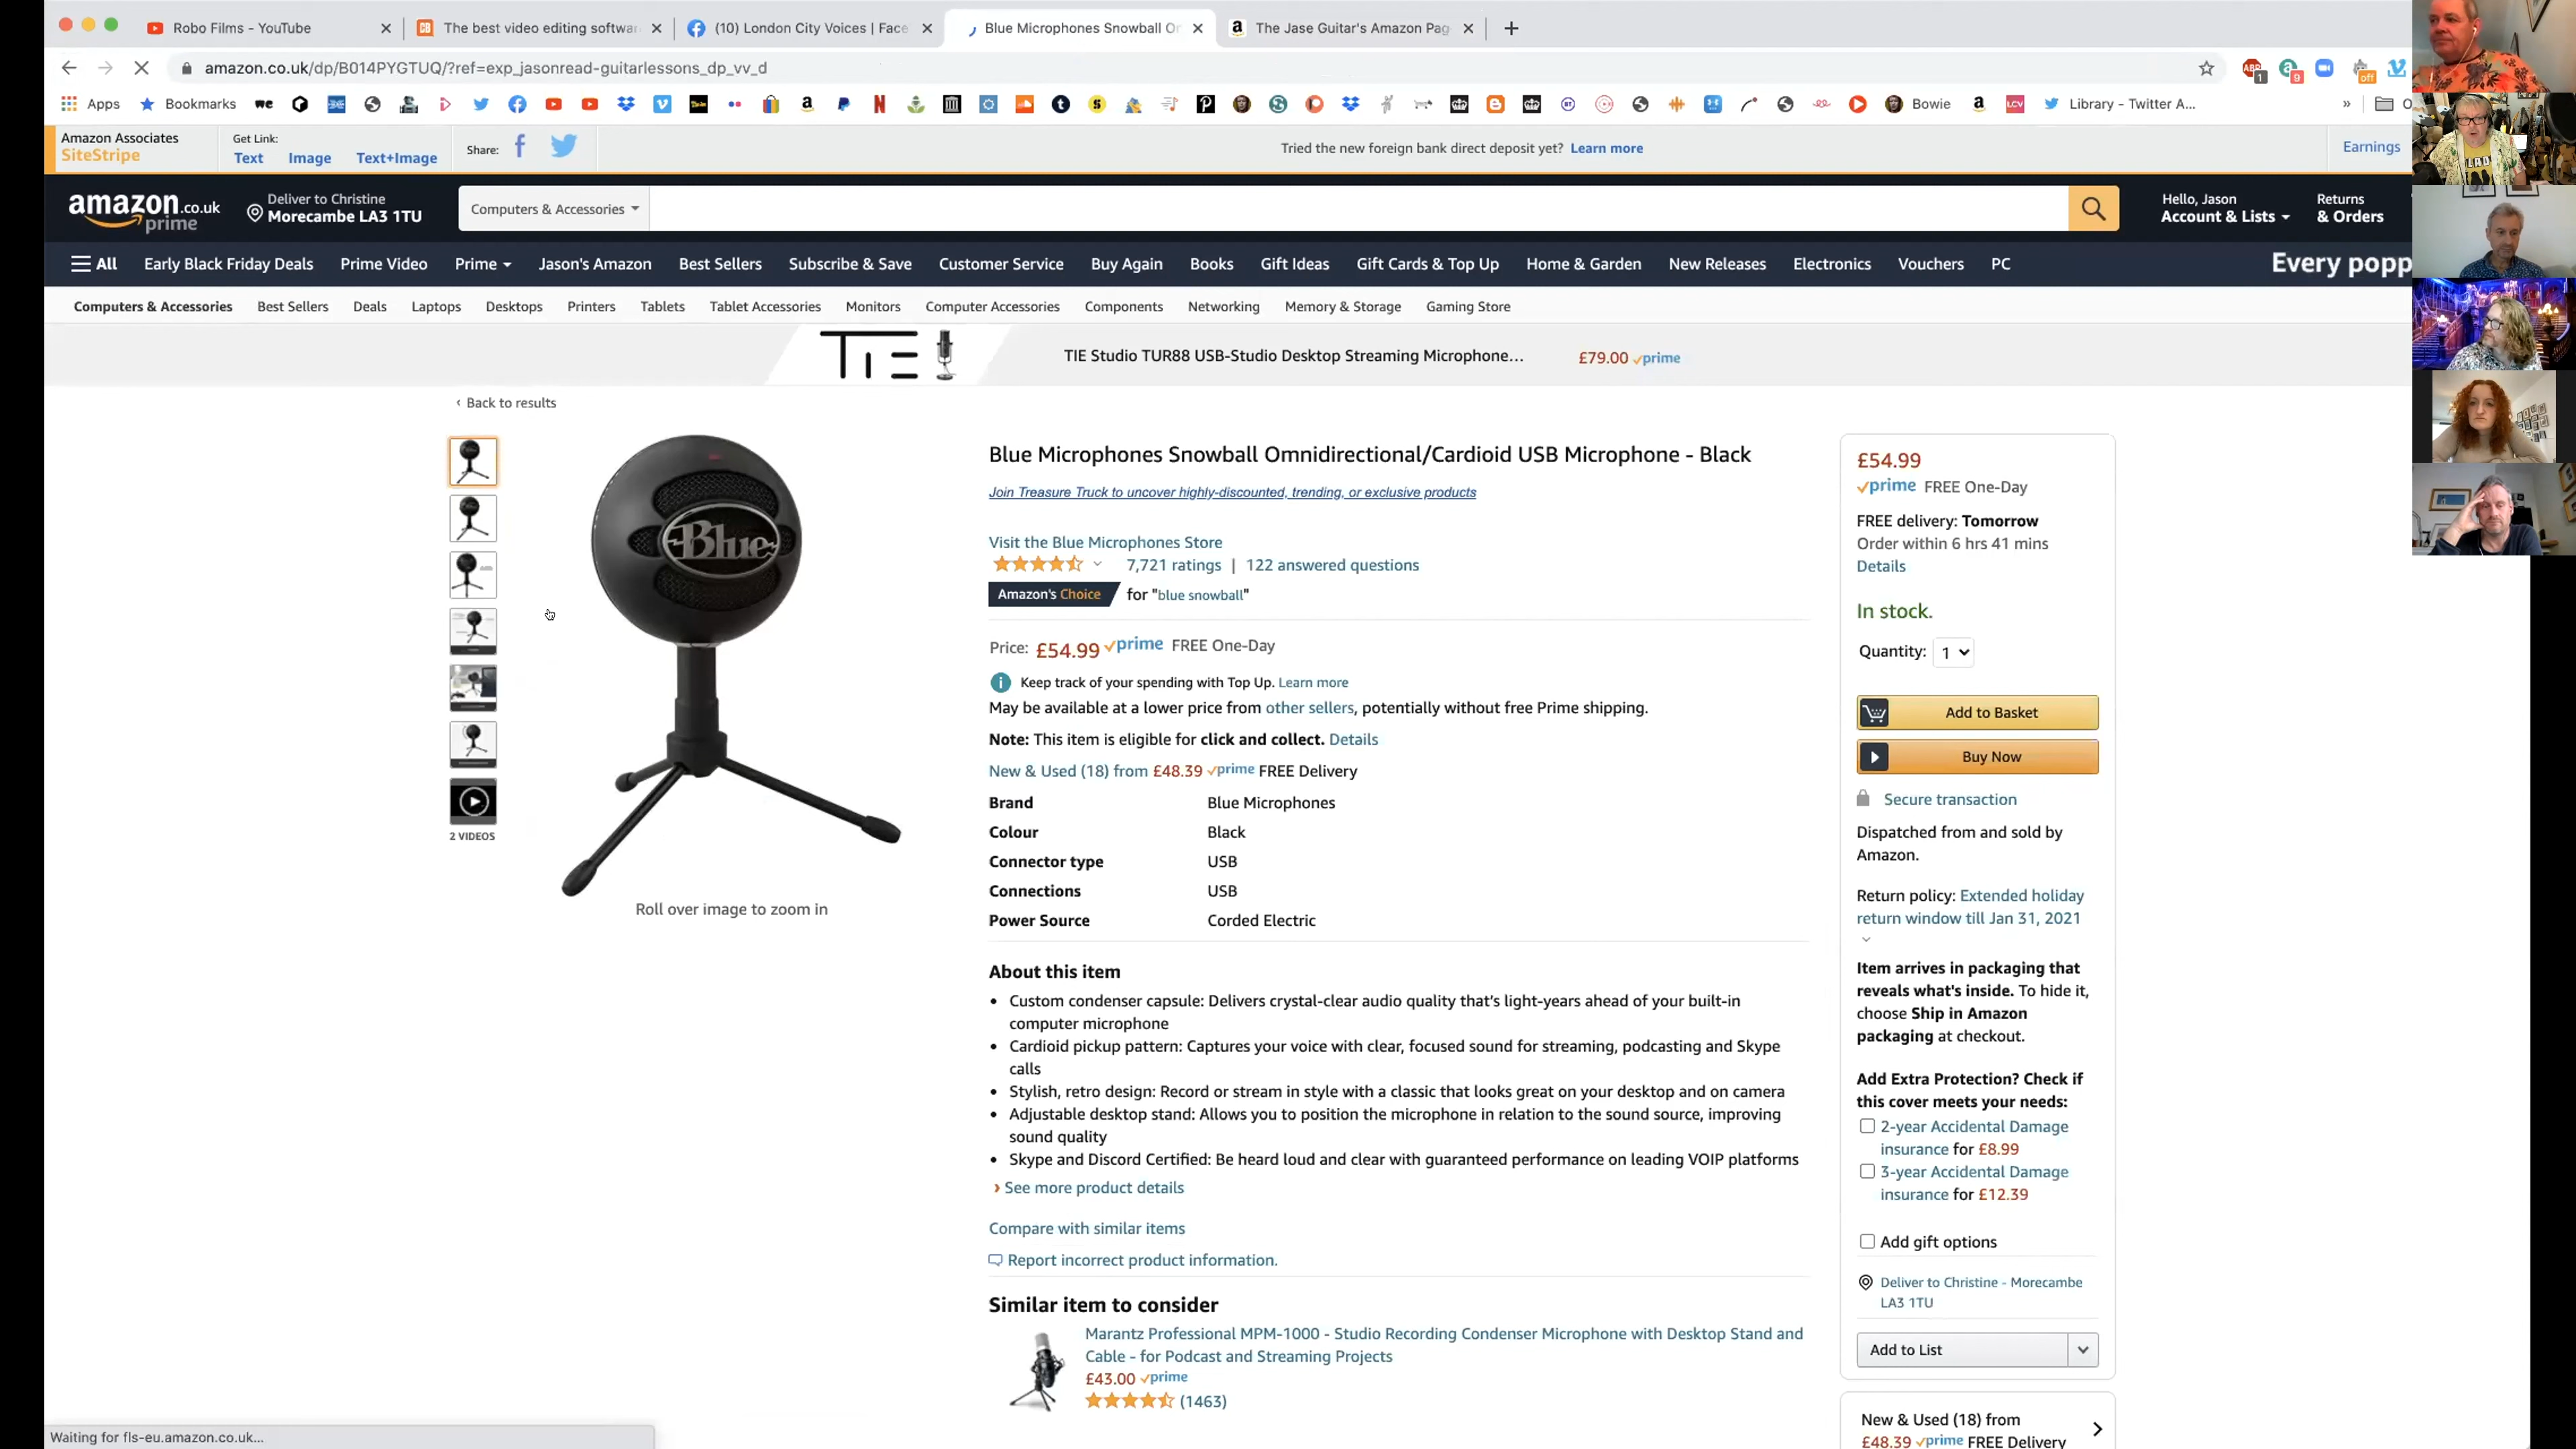 Robo Films - YouTube
The best video editing softwar
(10) London City Voices | Face
Blue Microphones Snowball Or
The Jase Guitar's Amazon Pag
amazon.co.uk/dp/B014PYGTUQ/?ref=exp_jasonread-guitarlessons_dp_vv_d
Apps
Bookmarks
Bowie
Library - Twitter A...
Amazon Associates
SiteStripe
Get Link:
Text
Image
Text+Image
Share:
Tried the new foreign bank direct deposit yet? Learn more
Earnings
amazon.co.uk
prime
Deliver to Christine
Morecambe LA3 1TU
Computers & Accessories
Hello, Jason
Account & Lists
Returns
& Orders
All
Early Black Friday Deals
Prime Video
Prime
Jason's Amazon
Best Sellers
Subscribe & Save
Customer Service
Buy Again
Books
Gift Ideas
Gift Cards & Top Up
Home & Garden
New Releases
Electronics
Vouchers
PC
Every popp
Computers & Accessories
Best Sellers
Deals
Laptops
Desktops
Printers
Tablets
Tablet Accessories
Monitors
Computer Accessories
Components
Networking
Memory & Storage
Gaming Store
TIE
TIE Studio TUR88 USB-Studio Desktop Streaming Microphone...
£79.00 prime
‹ Back to results
Blue
2 VIDEOS
Roll over image to zoom in
Blue Microphones Snowball Omnidirectional/Cardioid USB Microphone - Black
Join Treasure Truck to uncover highly-discounted, trending, or exclusive products
Visit the Blue Microphones Store
7,721 ratings | 122 answered questions
Amazon's Choice for "blue snowball"
Price: £54.99 prime FREE One-Day
Keep track of your spending with Top Up. Learn more
May be available at a lower price from other sellers, potentially without free Prime shipping.
Note: This item is eligible for click and collect. Details
New & Used (18) from £48.39 prime FREE Delivery
Brand Blue Microphones
Colour Black
Connector type USB
Connections USB
Power Source Corded Electric
About this item
• Custom condenser capsule: Delivers crystal-clear audio quality that's light-years ahead of your built-in
computer microphone
• Cardioid pickup pattern: Captures your voice with clear, focused sound for streaming, podcasting and Skype
calls
• Stylish, retro design: Record or stream in style with a classic that looks great on your desktop and on camera
• Adjustable desktop stand: Allows you to position the microphone in relation to the sound source, improving
sound quality
• Skype and Discord Certified: Be heard loud and clear with guaranteed performance on leading VOIP platforms
› See more product details
Compare with similar items
Report incorrect product information.
Similar item to consider
Marantz Professional MPM-1000 - Studio Recording Condenser Microphone with Desktop Stand and
Cable - for Podcast and Streaming Projects
£43.00 prime
(1463)
£54.99
prime FREE One-Day
FREE delivery: Tomorrow
Order within 6 hrs 41 mins
Details
In stock.
Quantity: 1
Add to Basket
Buy Now
Secure transaction
Dispatched from and sold by
Amazon.
Return policy: Extended holiday
return window till Jan 31, 2021
Item arrives in packaging that
reveals what's inside. To hide it,
choose Ship in Amazon
packaging at checkout.
Add Extra Protection? Check if
this cover meets your needs:
2-year Accidental Damage
insurance for £8.99
3-year Accidental Damage
insurance for £12.39
Add gift options
Deliver to Christine - Morecambe
LA3 1TU
Add to List
New & Used (18) from
£48.39 prime FREE Delivery
Waiting for fls-eu.amazon.co.uk...